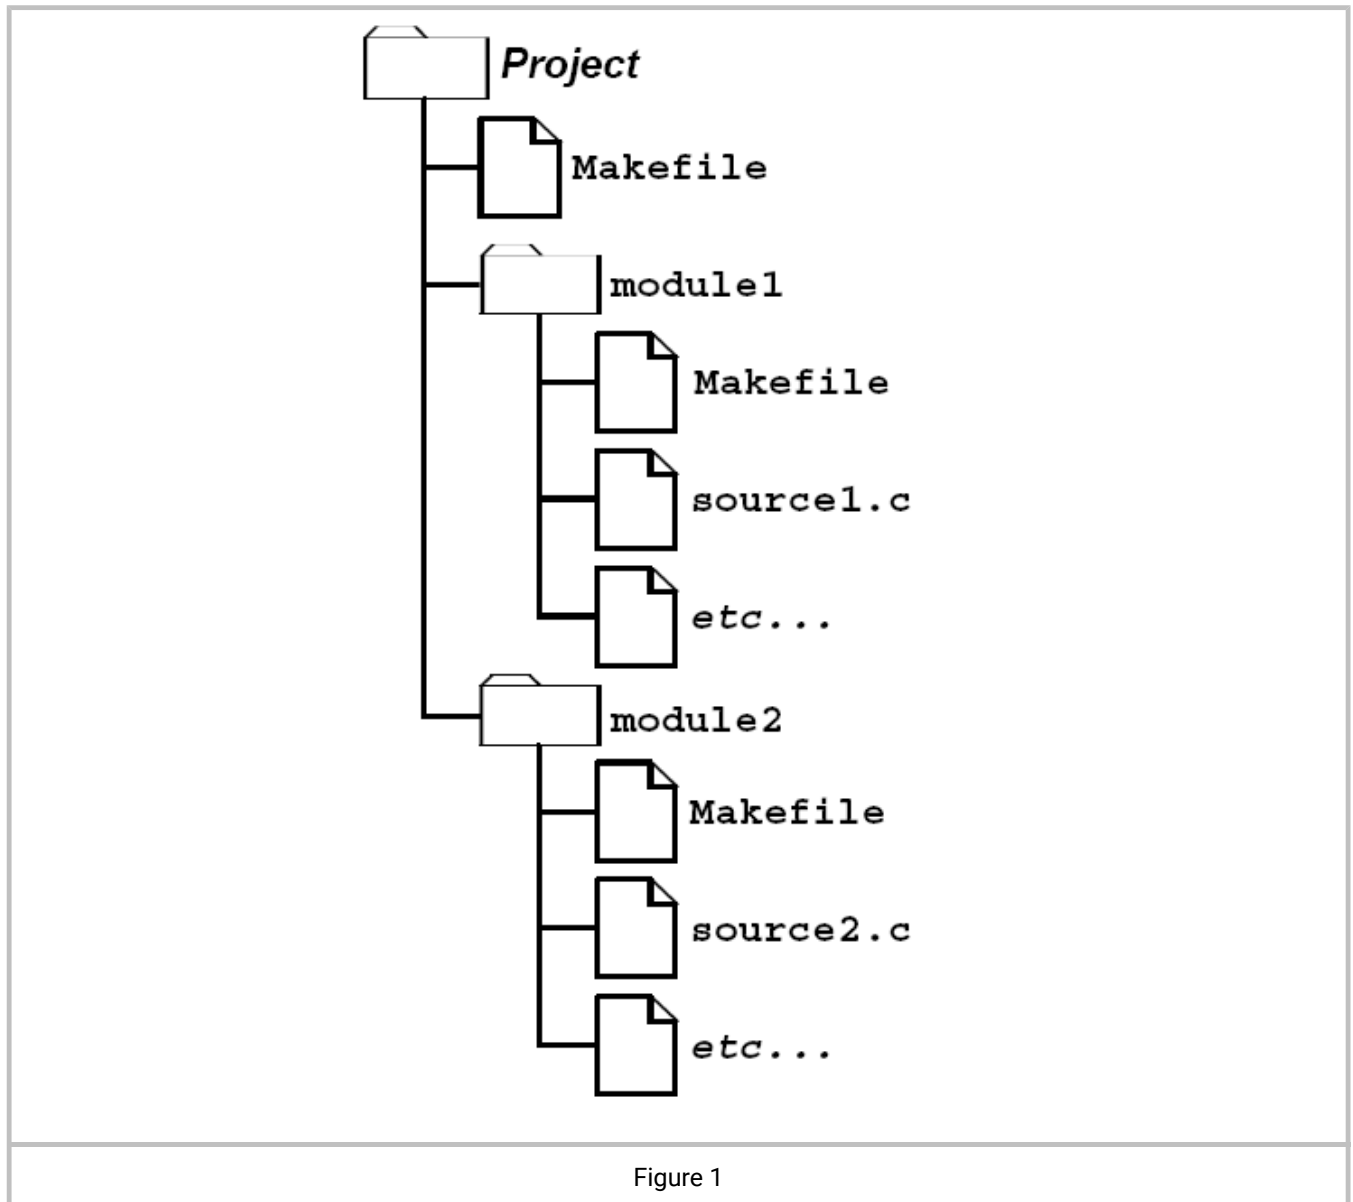 Project
Makefile
module1
Makefile
source1.c
etc...
module2
Makefile
source2.c
etc...
Figure 1